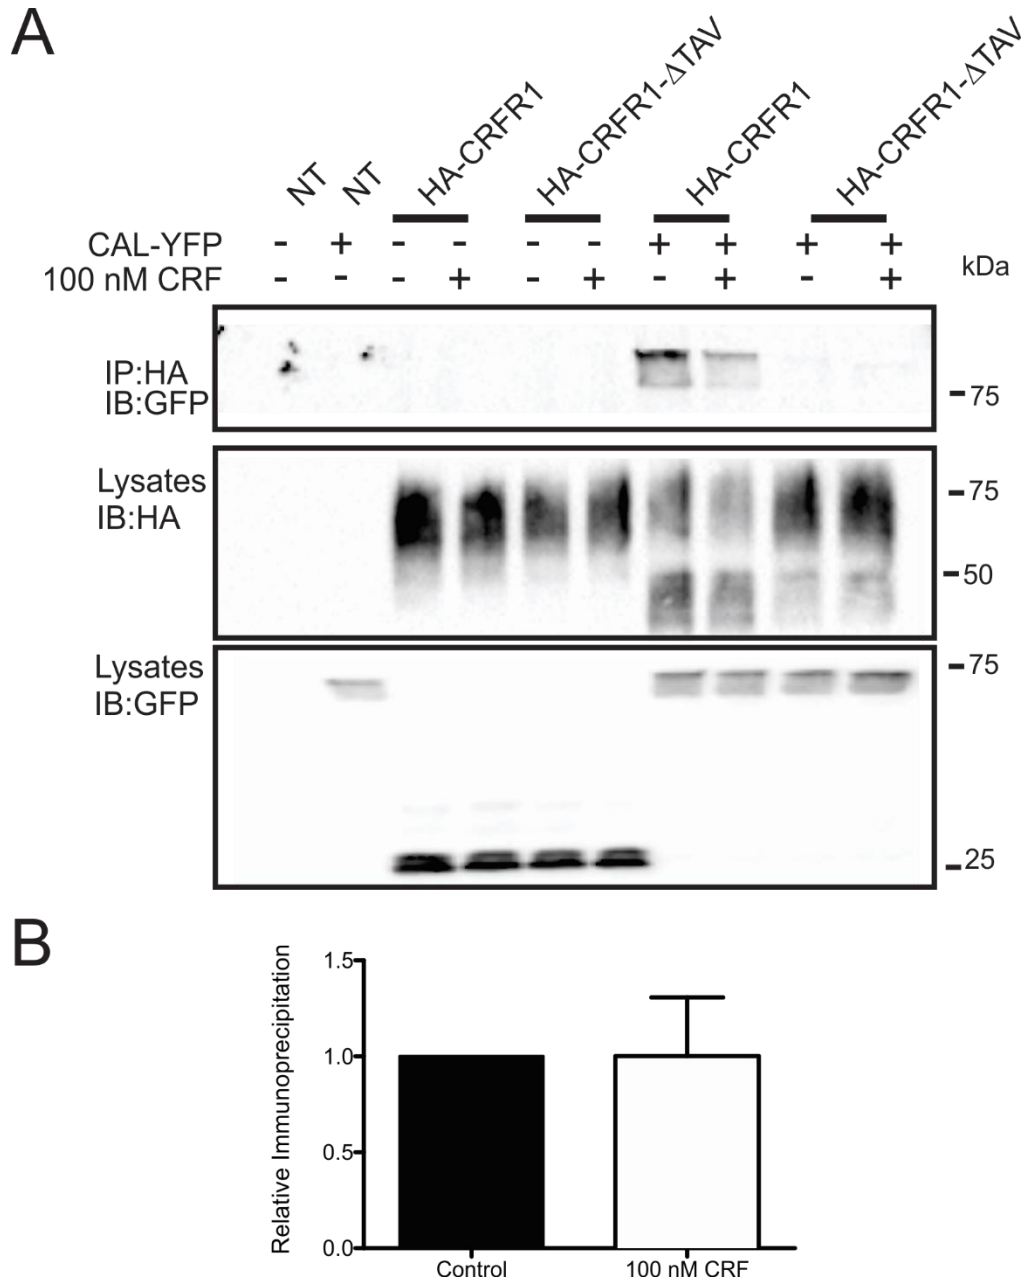 A
NT NT HA-CRFR1 HA-CRFR1-ΔTAV HA-CRFR1 HA-CRFR1-ΔTAV
CAL-YFP - + - - - - + + + +
100 nM CRF - - - + - + - + - +
kDa
IP:HA
IB:GFP
-75
Lysates
IB:HA
-75
-50
Lysates
IB:GFP
-75
-25
B
Relative Immunoprecipitation
1.5
1.0
0.5
0.0
Control 100 nM CRF